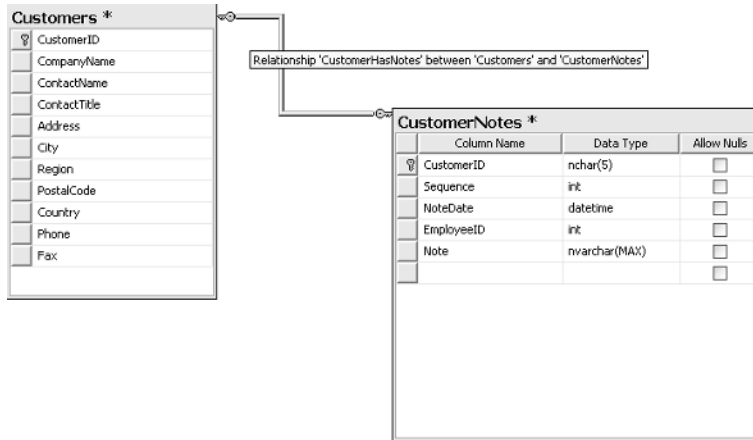 Customers *
CustomerID
CompanyName
ContactName
ContactTitle
Address
City
Region
PostalCode
Country
Phone
Fax
Relationship 'CustomerHasNotes' between 'Customers' and 'CustomerNotes'
CustomerNotes *
Column Name Data Type Allow Nulls
CustomerID nchar(5)
Sequence int
NoteDate datetime
EmployeeID int
Note nvarchar(MAX)